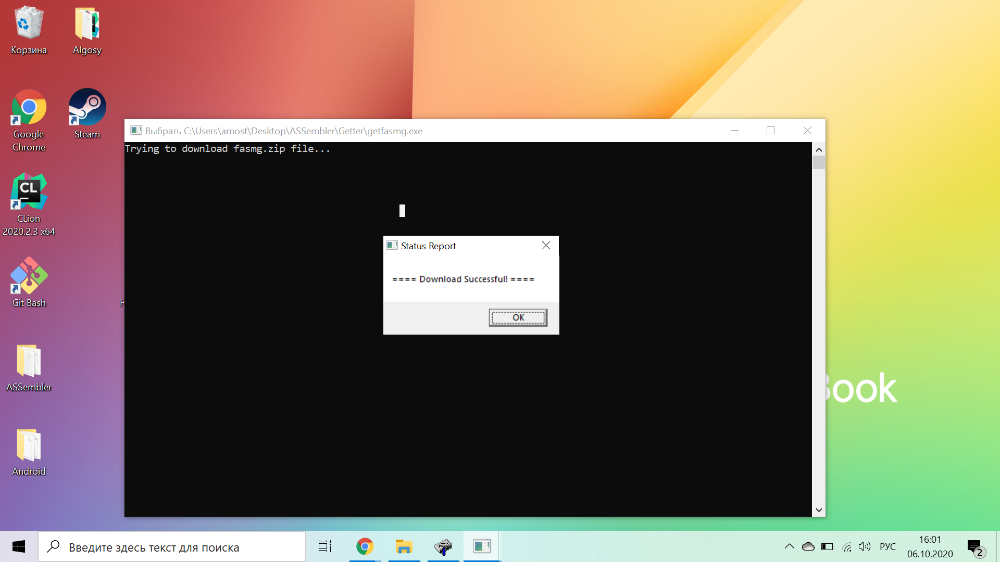 Корзина
Algosy
Google
Chrome
Steam
CLion
2020.2.3 x64
Git Bash
ASSembler
Android
Выбрать C:\Users\amost\Desktop\ASSembler\Getter\getfasmg.exe
Trying to download fasmg.zip file...
Status Report
==== Download Successful! ====
OK
Book
Введите здесь текст для поиска
РУС
16:01
06.10.2020
2